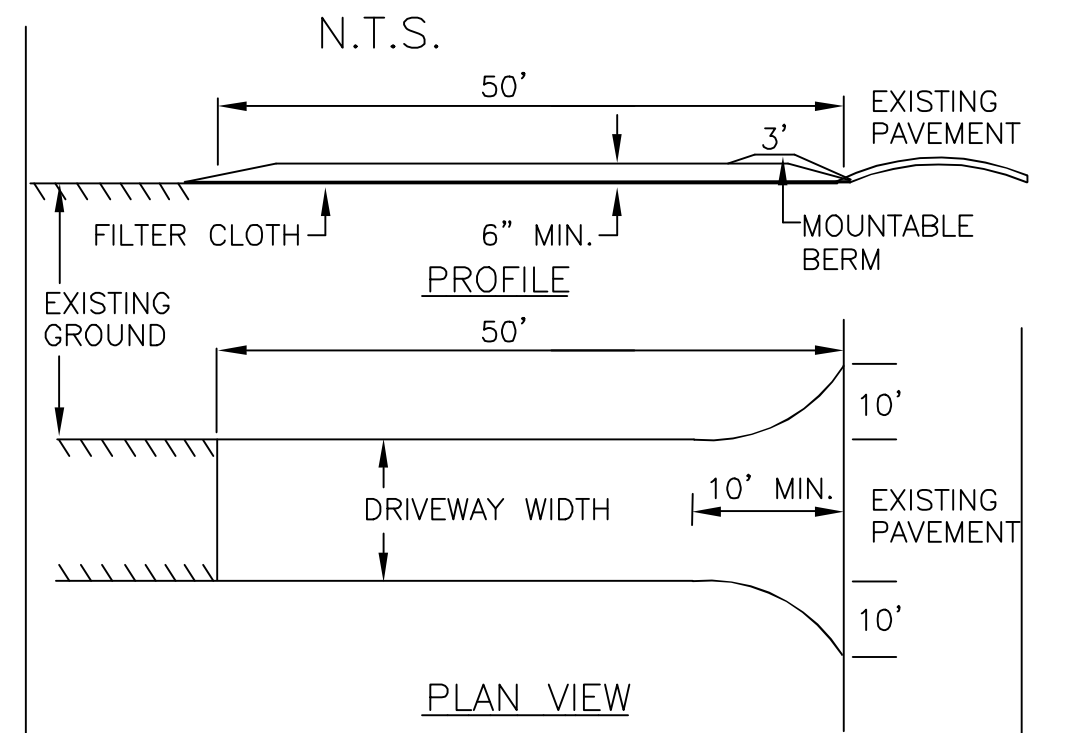 N.T.S.
50'
EXISTING
PAVEMENT
3'
FILTER CLOTH
6" MIN.
MOUNTABLE
BERM
PROFILE
EXISTING
GROUND
50'
10'
DRIVEWAY WIDTH
10' MIN.
EXISTING
PAVEMENT
10'
PLAN VIEW